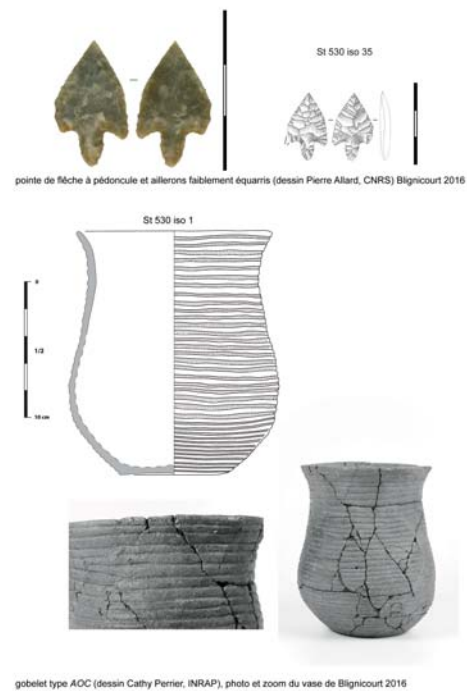 St 530 iso 35
pointe de flêche à pédoncule et aillerons faiblement équarris (dessin Pierre Allard, CNRS) Blignicourt 2016
St 530 iso 1
0
1/2
10 cm
gobelet type AOC (dessin Cathy Perrier, INRAP), photo et zoom du vase de Blignicourt 2016